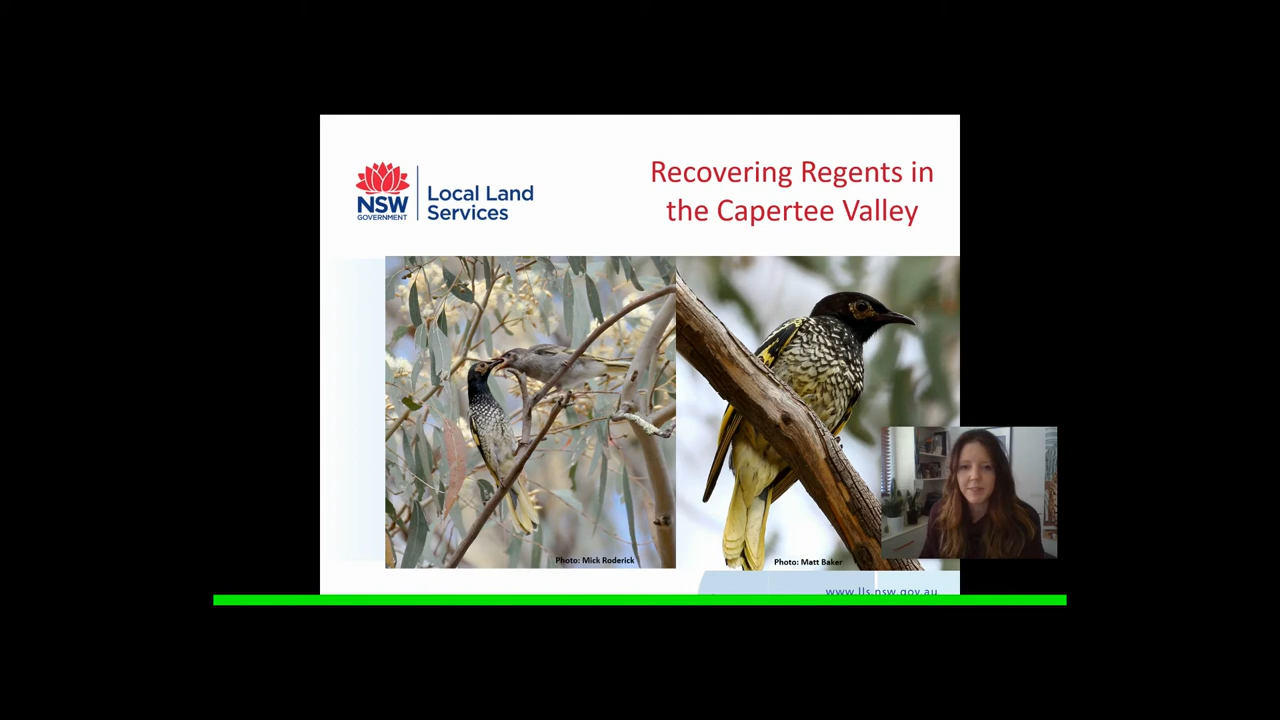 NSW
GOVERNMENT
Local Land
Services
Recovering Regents in
the Capertee Valley
Photo: Mick Roderick
Photo: Matt Baker
www.lls.nsw.gov.au